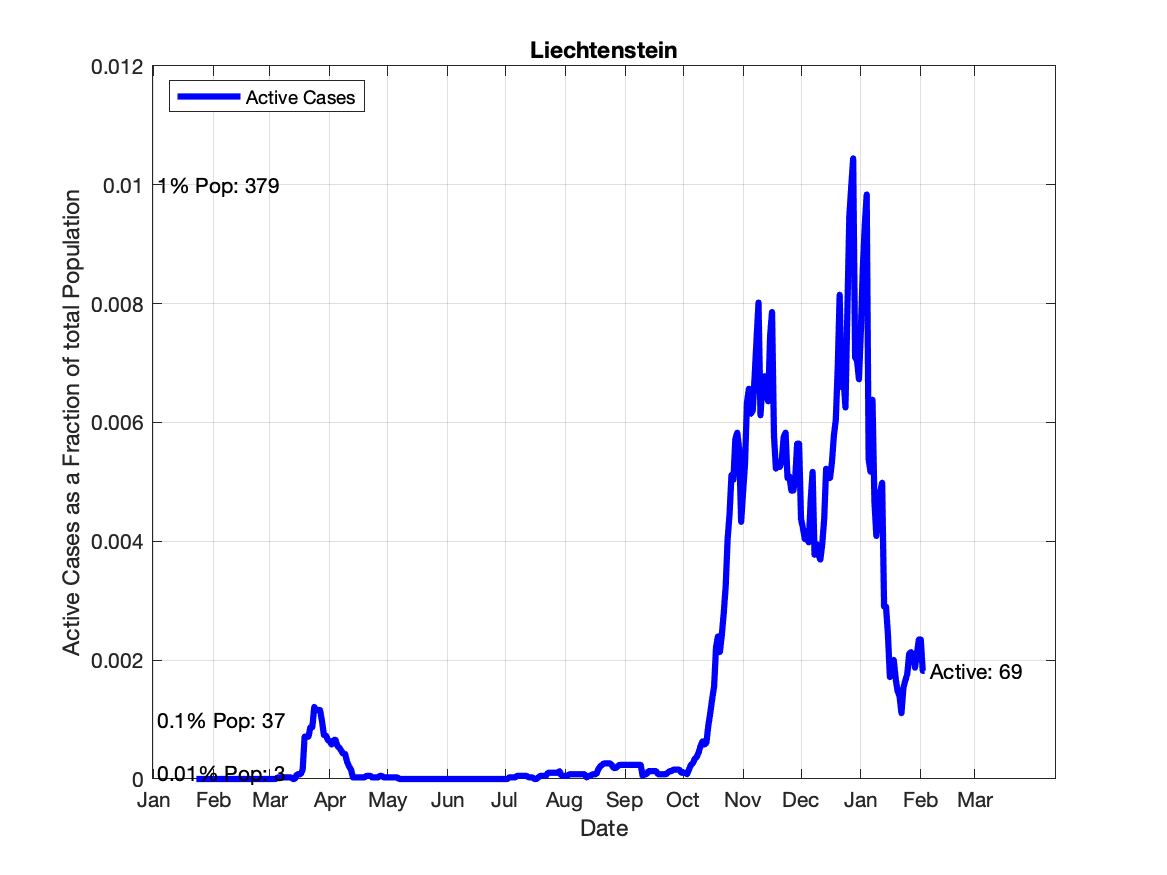 Liechtenstein
0.012
Active Cases
0.01
1% Pop: 379
0.008
0.006
0.004
0.002
Active: 69
0.1% Pop: 37
0.01% Pop: 3
0
Jan Feb Mar Apr May Jun Jul Aug Sep Oct Nov Dec Jan Feb Mar
Date
Active Cases as a Fraction of total Population